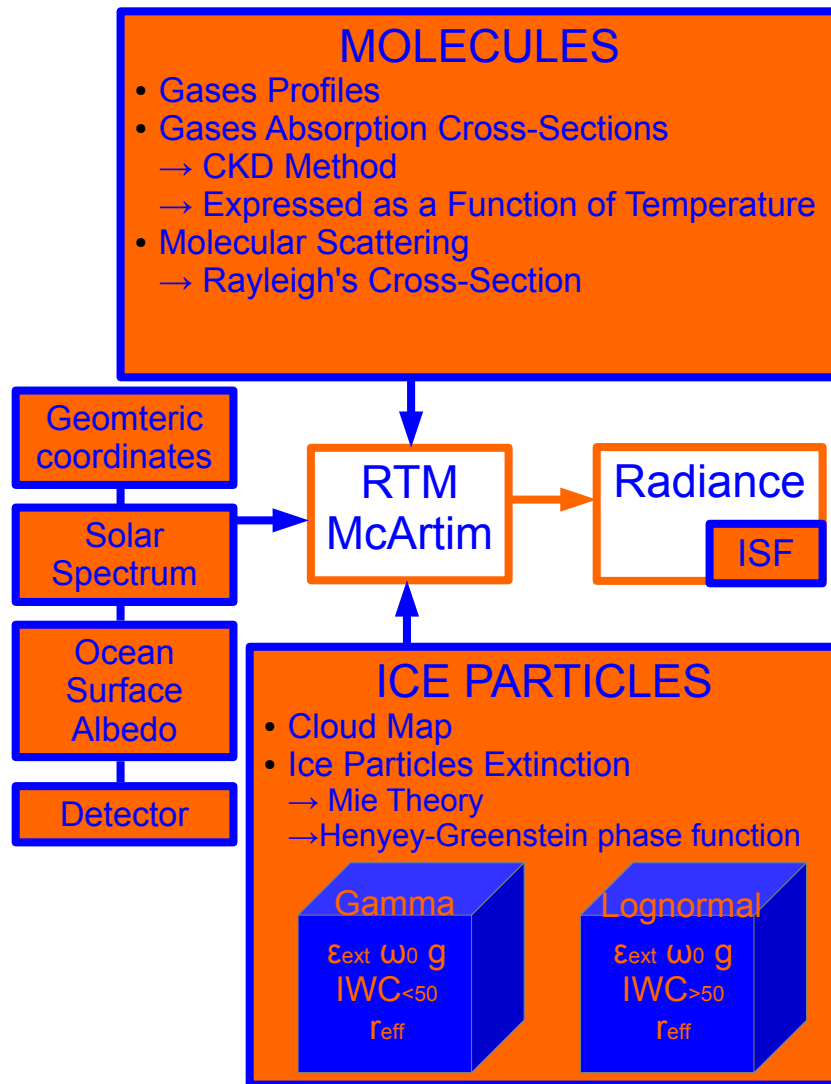 MOLECULES
• Gases Profiles
• Gases Absorption Cross-Sections
→ CKD Method
→ Expressed as a Function of Temperature
• Molecular Scattering
→ Rayleigh's Cross-Section
Geomteric
coordinates
Solar
Spectrum
Ocean
Surface
Albedo
Detector
RTM
McArtim
Radiance
ISF
ICE PARTICLES
• Cloud Map
• Ice Particles Extinction
→ Mie Theory
→Henyey-Greenstein phase function
Gamma
εext ω0 g
IWC<50
reff
Lognormal
εext ω0 g
IWC>50
reff